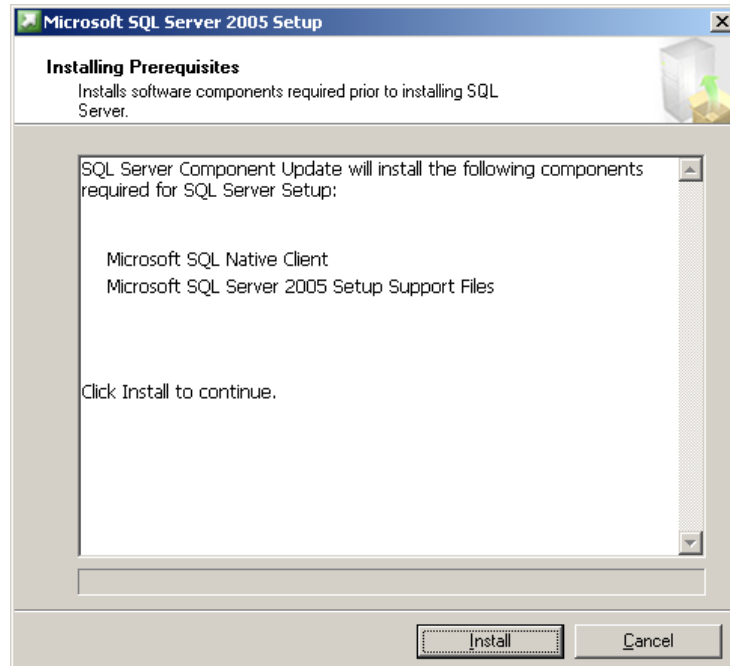 Microsoft SQL Server 2005 Setup
Installing Prerequisites
Installs software components required prior to installing SQL
Server.
SQL Server Component Update will install the following components
required for SQL Server Setup:
Microsoft SQL Native Client
Microsoft SQL Server 2005 Setup Support Files
Click Install to continue.
Install
Cancel